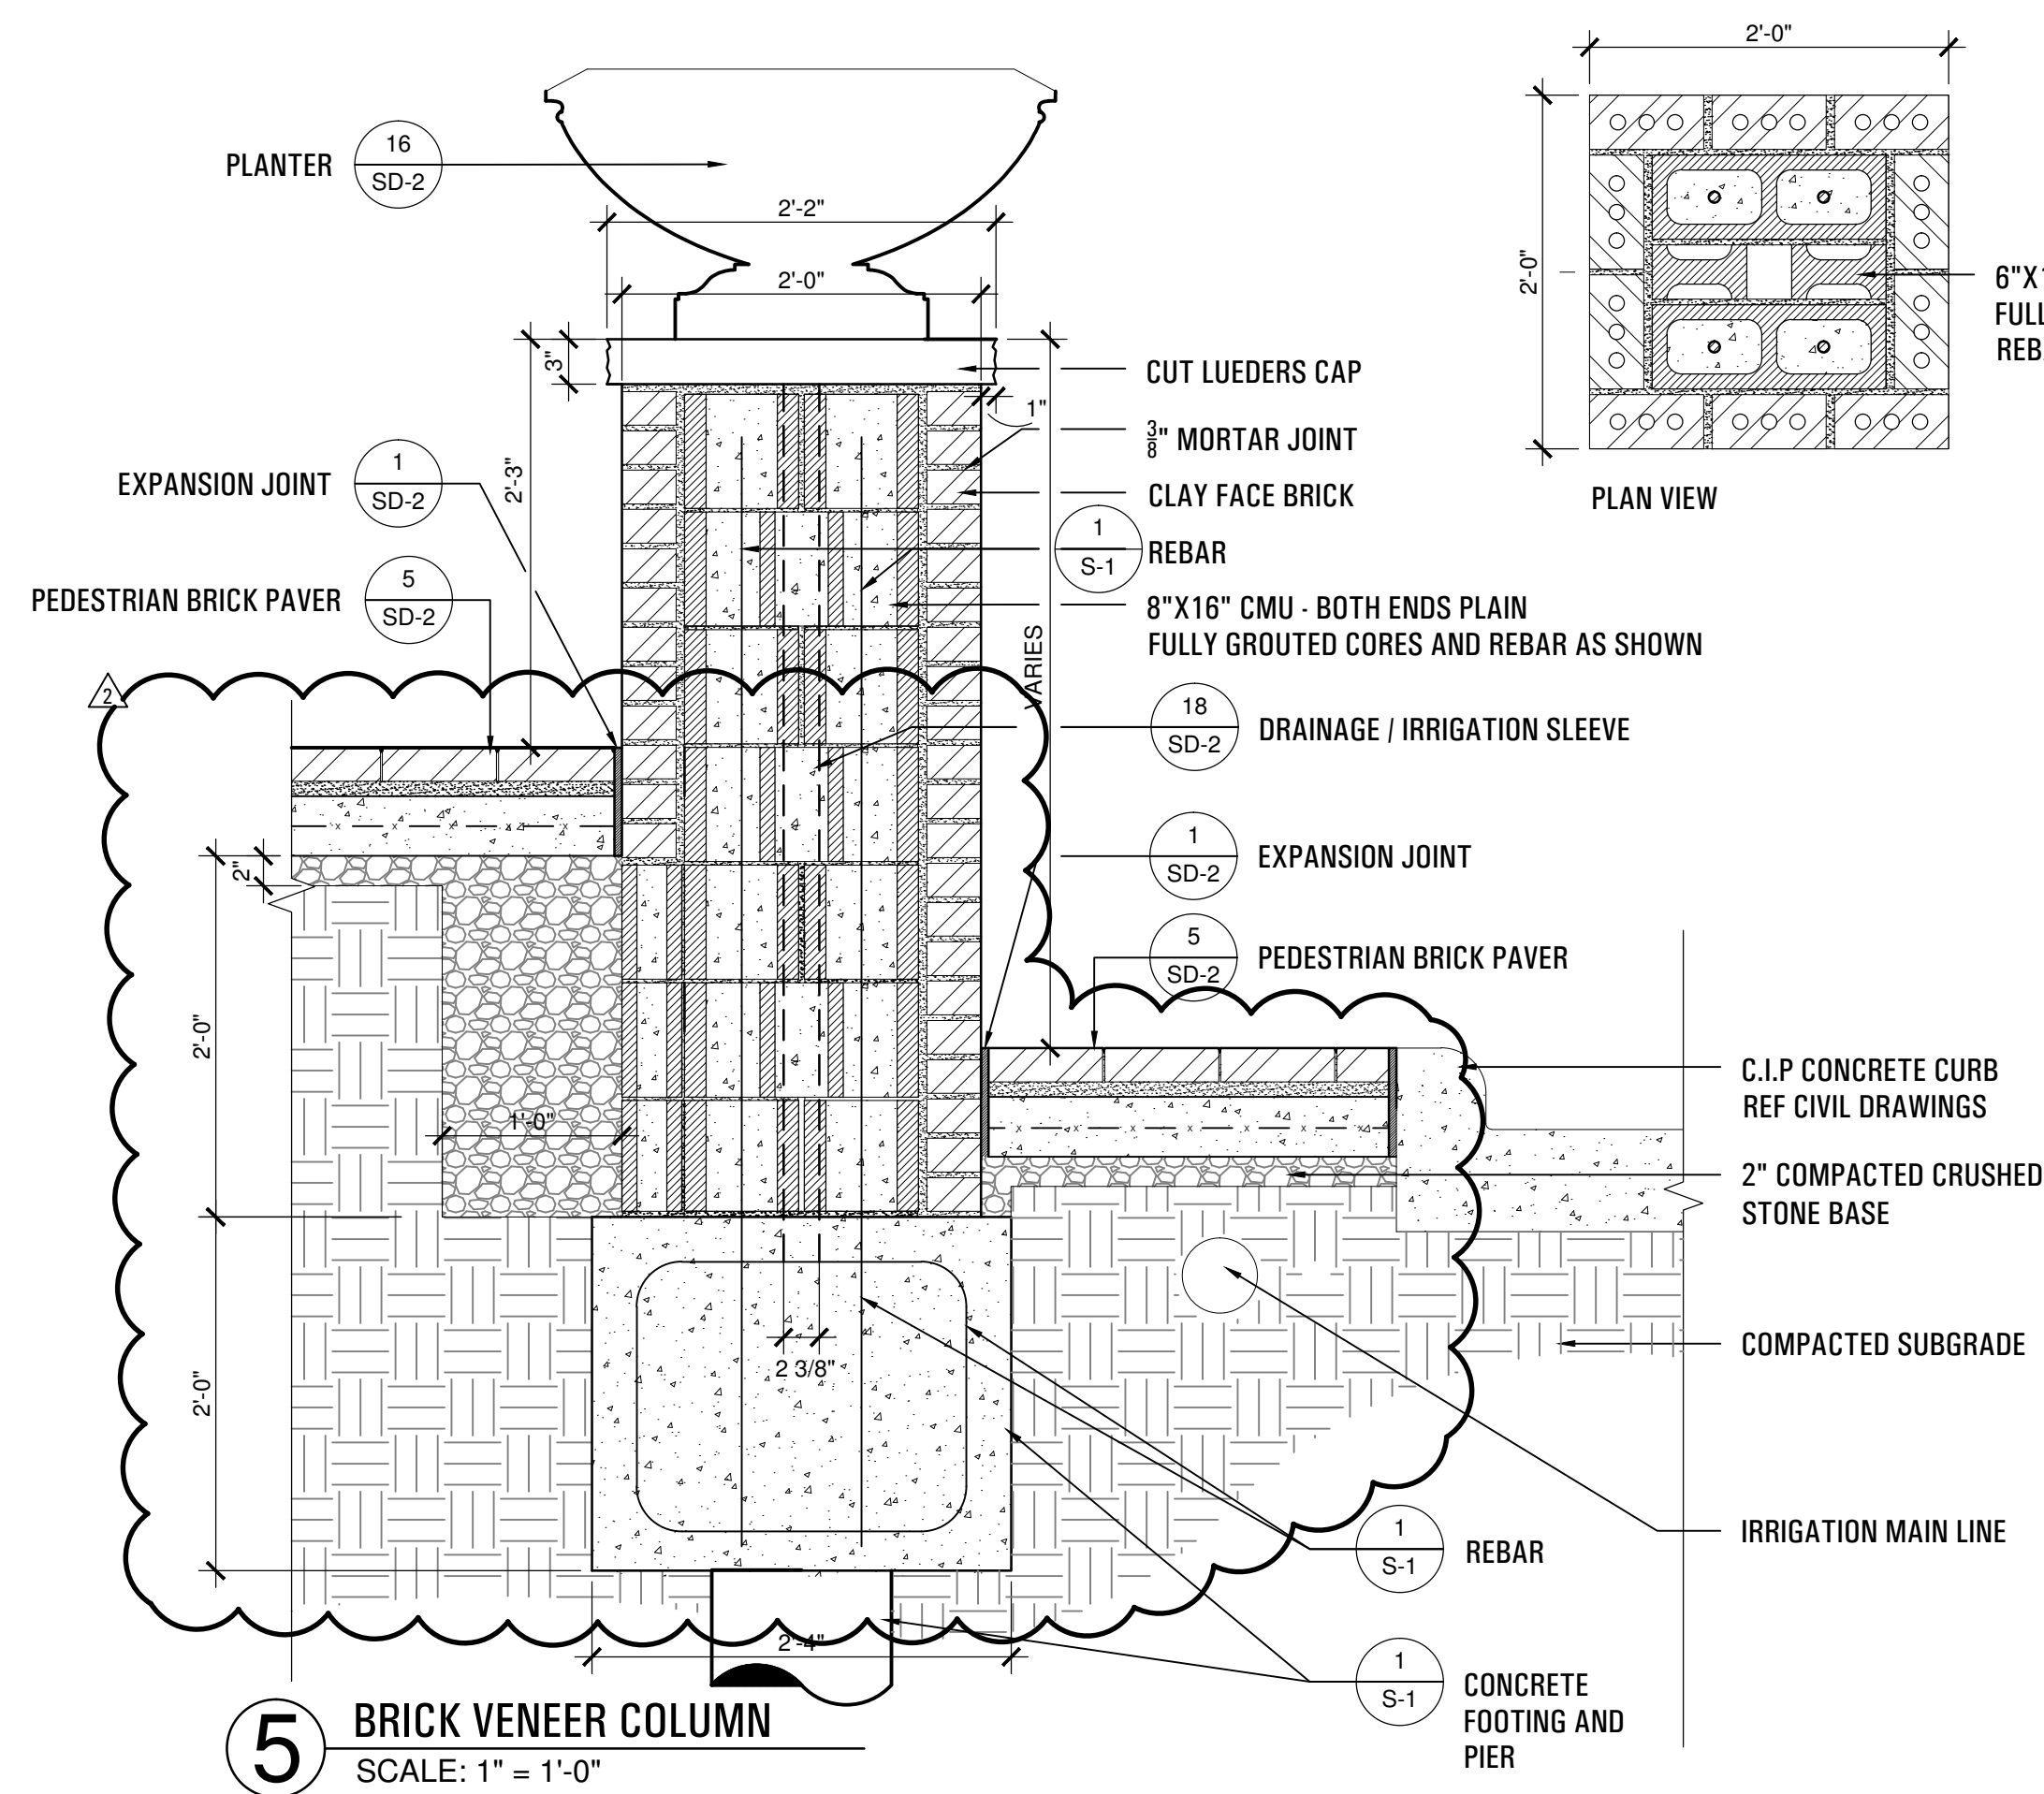 2'-0"
PLANTER
16
SD-2
2'-2"
2'-0"
2'-0"
6"X1
FULL
REB
3"
CUT LUEDERS CAP
1"
3/8" MORTAR JOINT
EXPANSION JOINT
1
SD-2
2'-3"
CLAY FACE BRICK
PLAN VIEW
1
S-1
REBAR
PEDESTRIAN BRICK PAVER
5
SD-2
8"X16" CMU - BOTH ENDS PLAIN
FULLY GROUTED CORES AND REBAR AS SHOWN
VARIES
2
18
SD-2
DRAINAGE / IRRIGATION SLEEVE
1
SD-2
EXPANSION JOINT
2"
5
SD-2
PEDESTRIAN BRICK PAVER
2'-0"
C.I.P CONCRETE CURB
REF CIVIL DRAWINGS
1'-0"
2" COMPACTED CRUSHED
STONE BASE
COMPACTED SUBGRADE
2 3/8"
2'-0"
IRRIGATION MAIN LINE
1
S-1
REBAR
2'-4"
1
S-1
CONCRETE
FOOTING AND
PIER
5
BRICK VENEER COLUMN
SCALE: 1" = 1'-0"